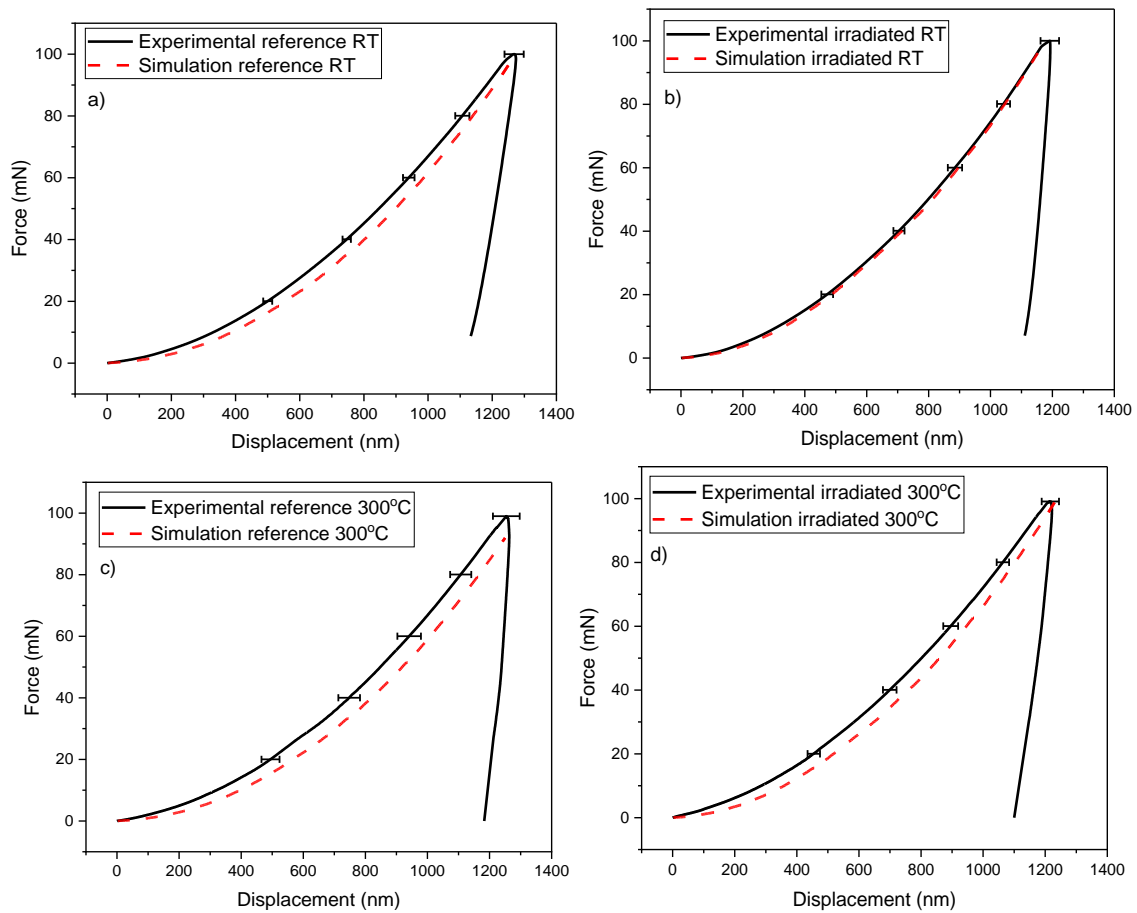 Experimental reference RT
Simulation reference RT
a)
Force (mN)
100
80
60
40
20
0
0 200 400 600 800 1000 1200 1400
Displacement (nm)
Experimental irradiated RT
Simulation irradiated RT
b)
Force (mN)
100
80
60
40
20
0
0 200 400 600 800 1000 1200 1400
Displacement (nm)
Experimental reference 300°C
Simulation reference 300°C
c)
Force (mN)
100
80
60
40
20
0
0 200 400 600 800 1000 1200 1400
Displacement (nm)
Experimental irradiated 300°C
Simulation irradiated 300°C
d)
Force (mN)
100
80
60
40
20
0
0 200 400 600 800 1000 1200 1400
Displacement (nm)